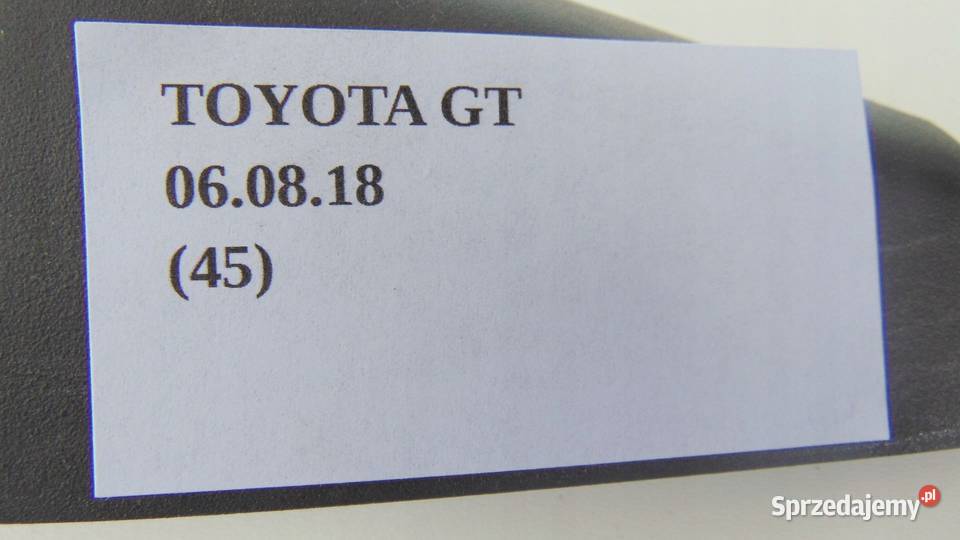 TOYOTA GT
06.08.18
(45)
Sprzedajemy.pl